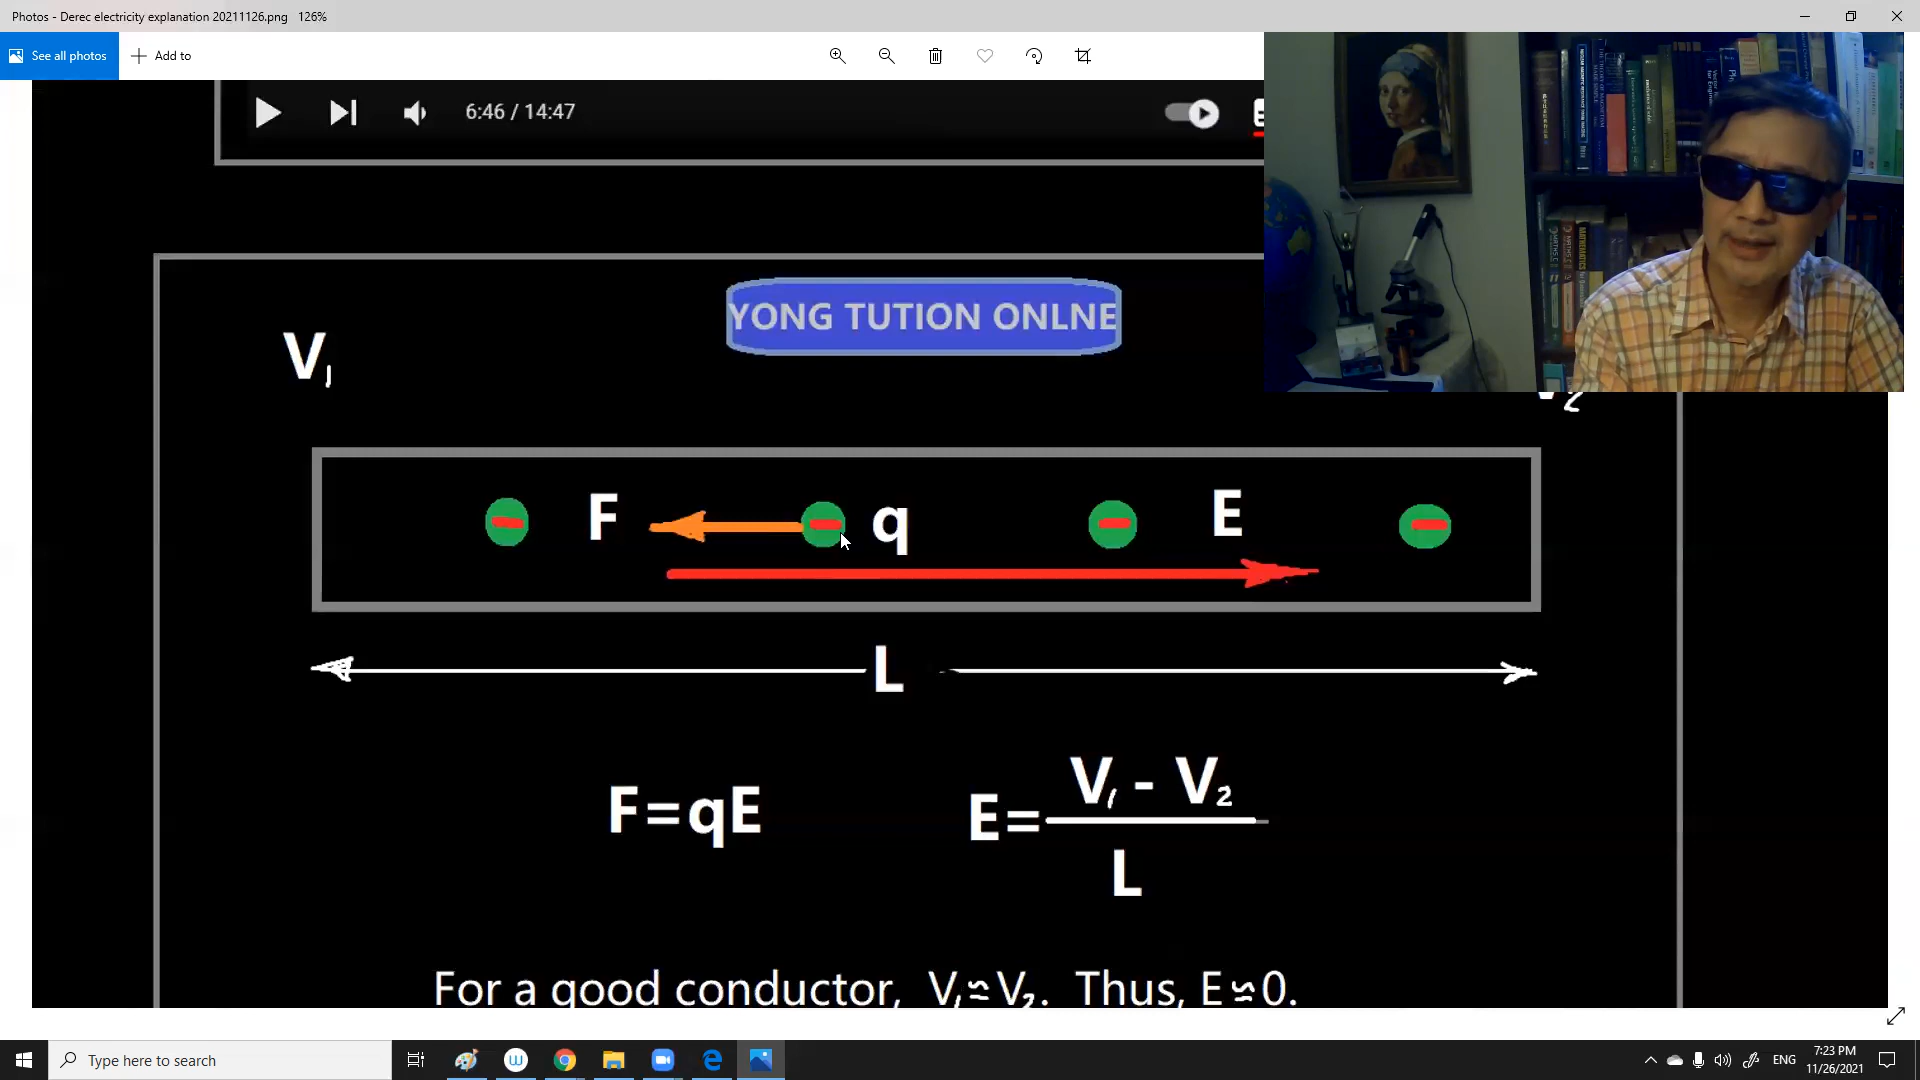 Photos - Derec electricity explanation 20211126.png 126%
See all photos
Add to
6:46 / 14:47
YONG TUTION ONLNE
V1
2
F
q
E
L
F=qE
E=
V1 - V2
L
For a good conductor, V1≈V2. Thus, E≈0.
Type here to search
ENG
7:23 PM
11/26/2021